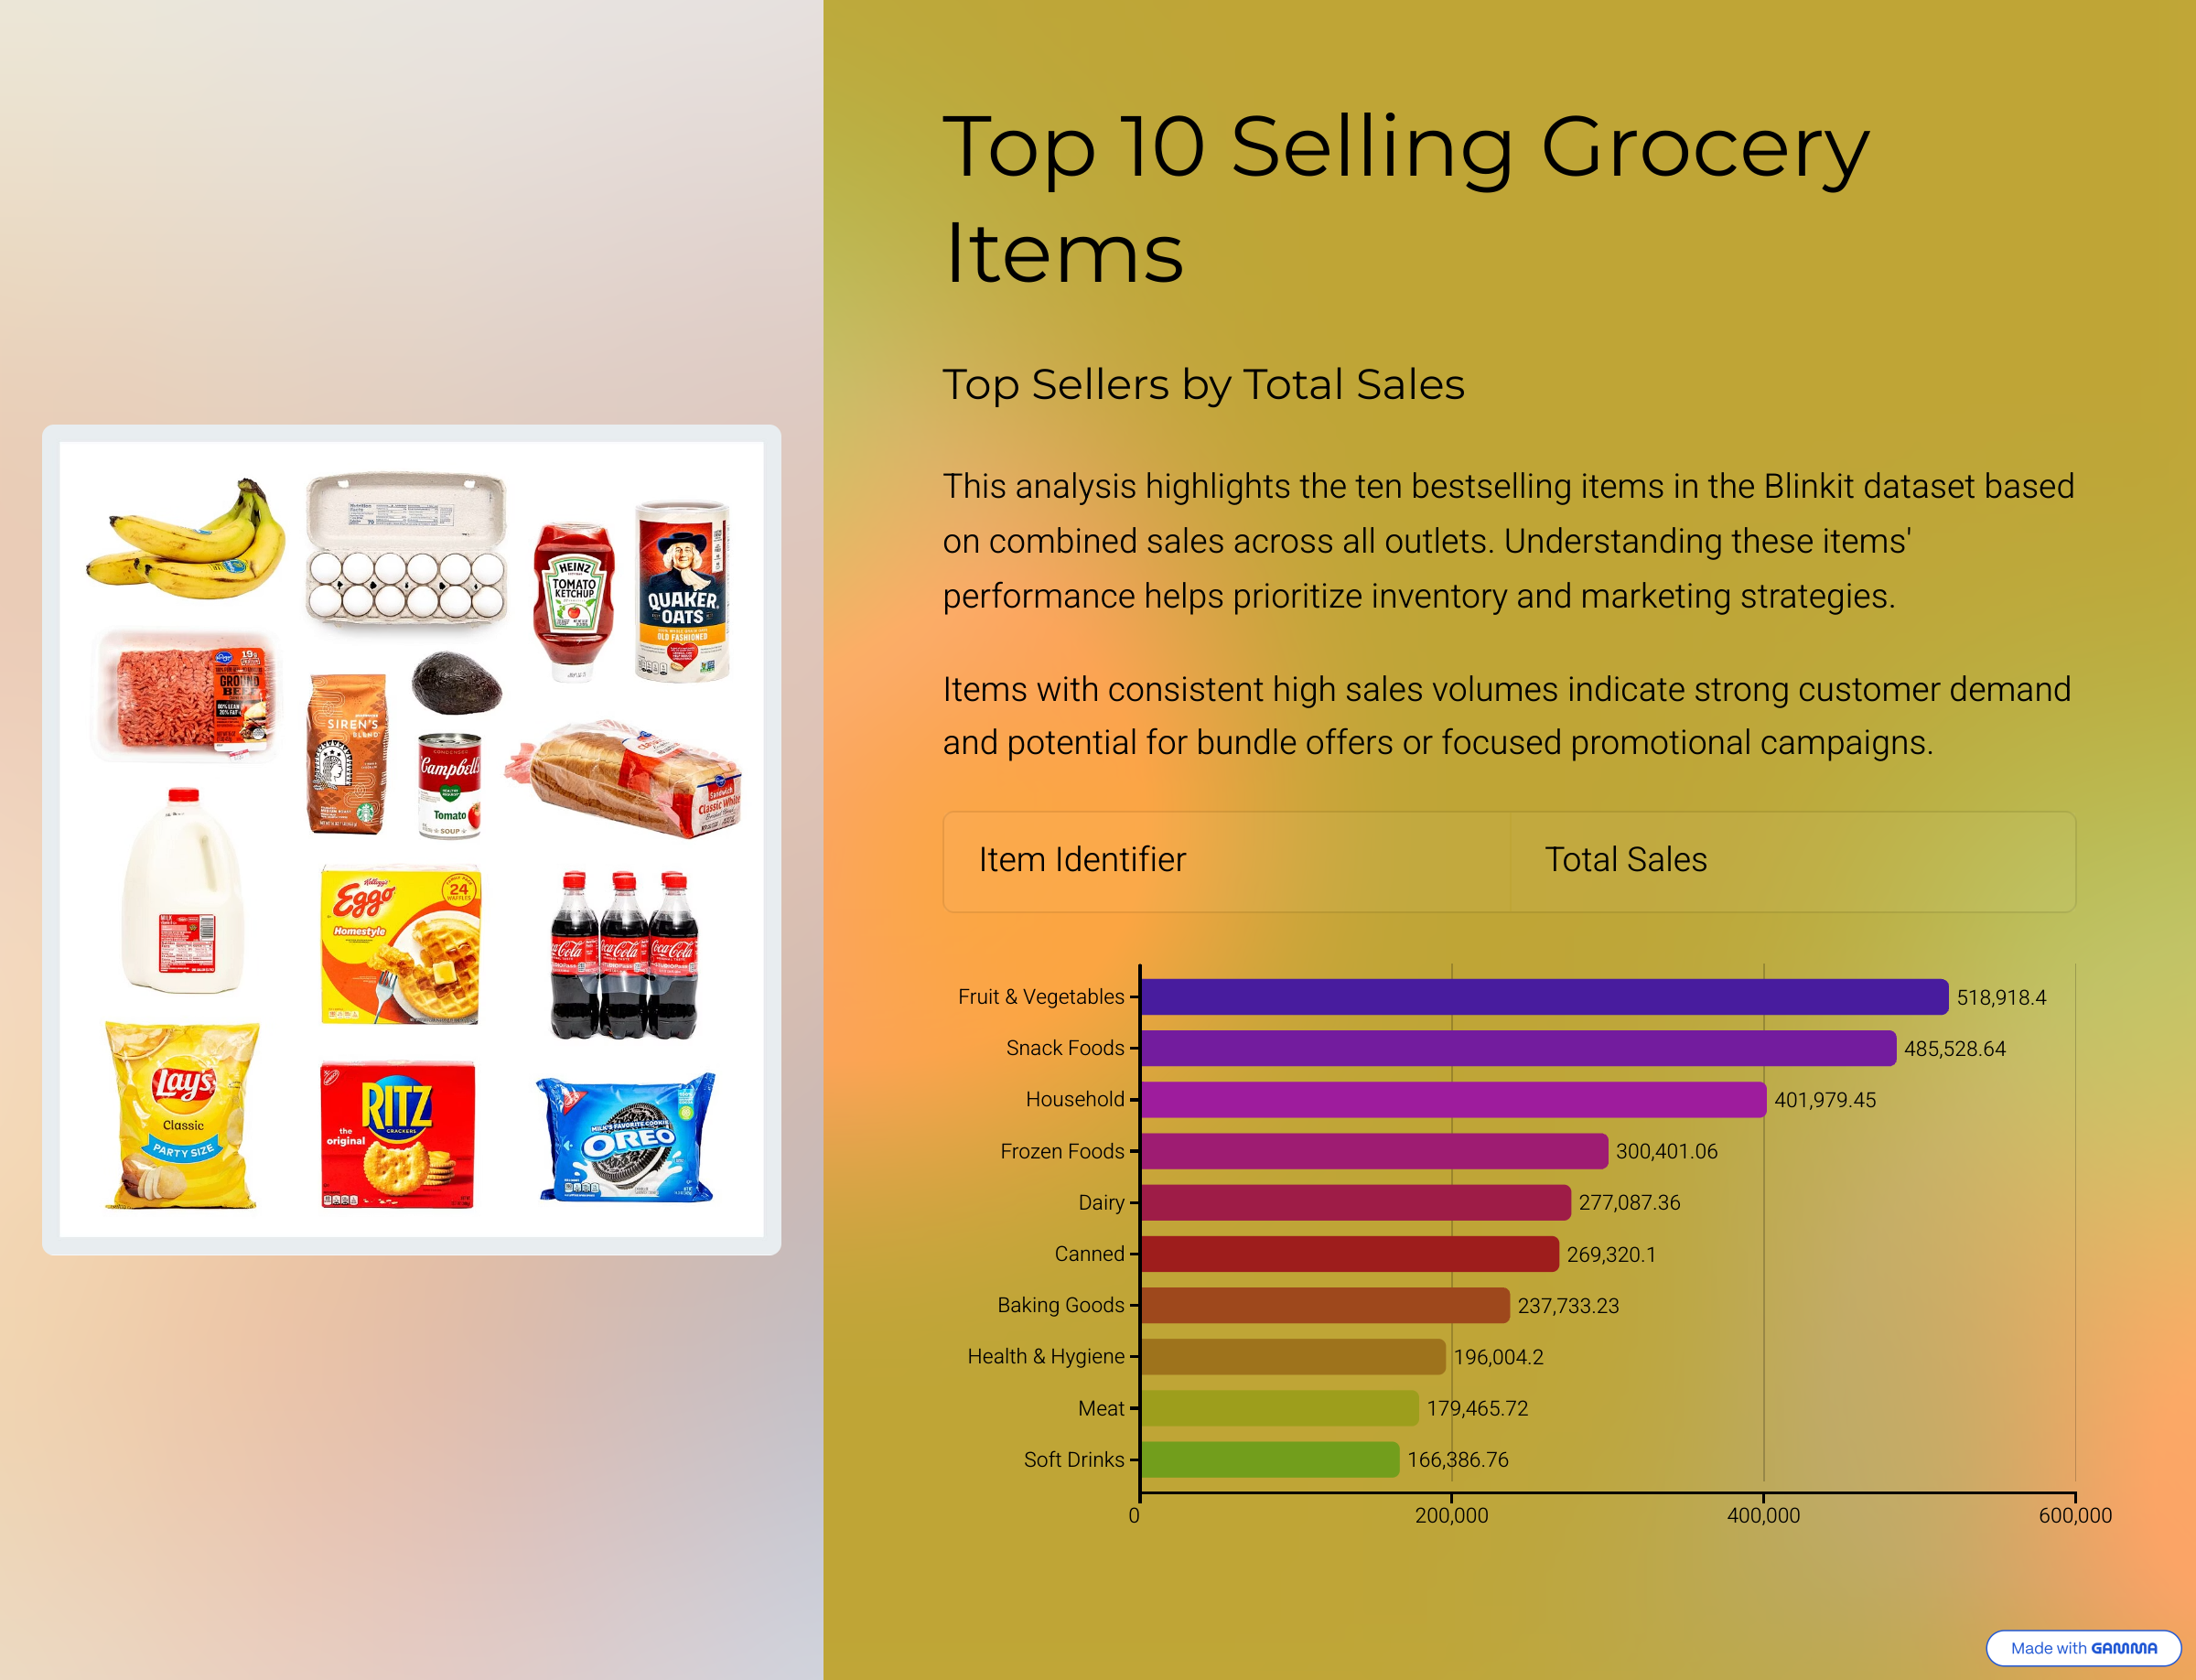 Top 10 Selling Grocery
Items
Top Sellers by Total Sales
This analysis highlights the ten bestselling items in the Blinkit dataset based
on combined sales across all outlets. Understanding these items'
performance helps prioritize inventory and marketing strategies.
Items with consistent high sales volumes indicate strong customer demand
and potential for bundle offers or focused promotional campaigns.
Item Identifier Total Sales
Fruit & Vegetables 518,918.4
Snack Foods 485,528.64
Household 401,979.45
Frozen Foods 300,401.06
Dairy 277,087.36
Canned 269,320.1
Baking Goods 237,733.23
Health & Hygiene 196,004.2
Meat 179,465.72
Soft Drinks 166,386.76
0 200,000 400,000 600,000
Made with GAMMA
HEINZ
TOMATO
KETCHUP
QUAKER
OATS
OLD FASHIONED
GROUND
BEEF
SIREN'S
BLEND
CONDENSED
Campbell's
Tomato
SOUP
Sandwich
Classic White
Kellogg's
Eggo
24
WAFFLES
Homestyle
Coca-Cola Coca-Cola Coca-Cola
Lay's
Classic
PARTY SIZE
RITZ
CRACKERS
the
original
MILK'S FAVORITE COOKIE
OREO